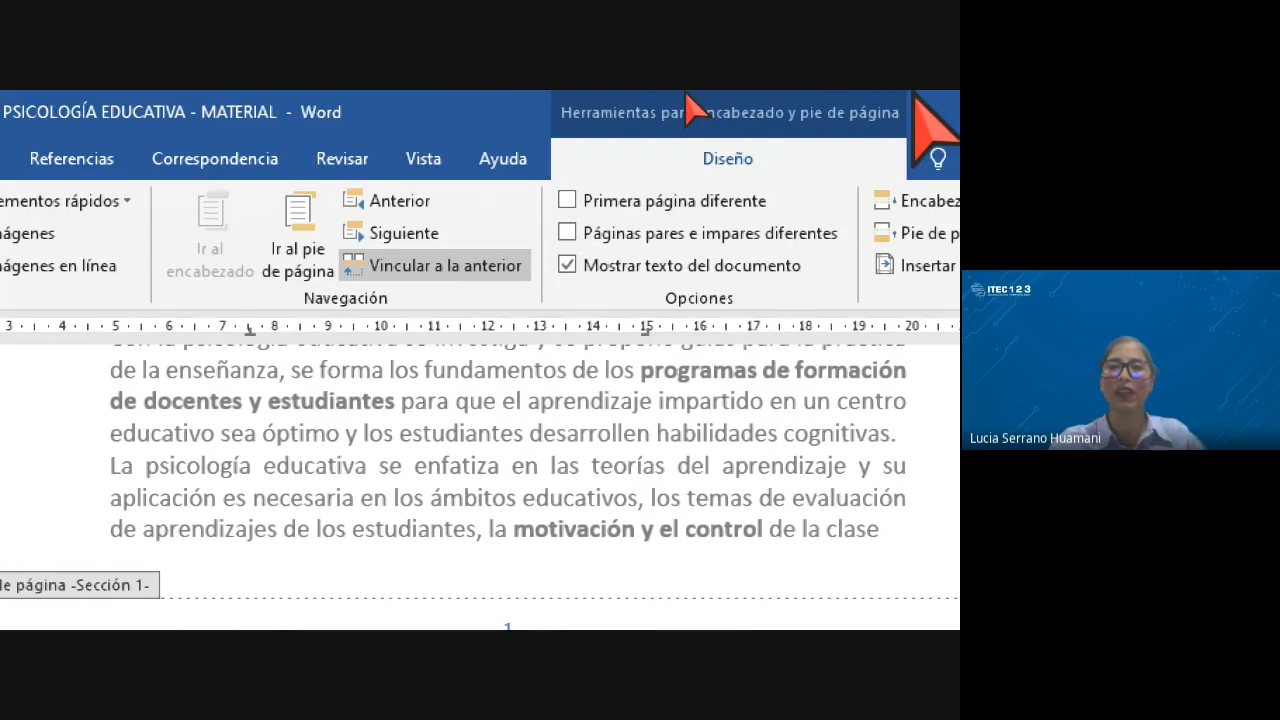 PSICOLOGÍA EDUCATIVA - MATERIAL - Word
Herramientas par encabezado y pie de página
Referencias Correspondencia Revisar Vista Ayuda Diseño
ementos rápidos
ágenes
ágenes en línea
Ir al encabezado
Ir al pie de página
Anterior
Siguiente
Vincular a la anterior
Navegación
Primera página diferente
Páginas pares e impares diferentes
Mostrar texto del documento
Opciones
Encabez
Pie de p
Insertar
3 4 5 6 7 8 9 10 11 12 13 14 15 16 17 18 19 20
de la enseñanza, se forma los fundamentos de los programas de formación
de docentes y estudiantes para que el aprendizaje impartido en un centro
educativo sea óptimo y los estudiantes desarrollen habilidades cognitivas.
La psicología educativa se enfatiza en las teorías del aprendizaje y su
aplicación es necesaria en los ámbitos educativos, los temas de evaluación
de aprendizajes de los estudiantes, la motivación y el control de la clase
de página -Sección 1-
1
ITEC 1 2 3
Lucia Serrano Huamani